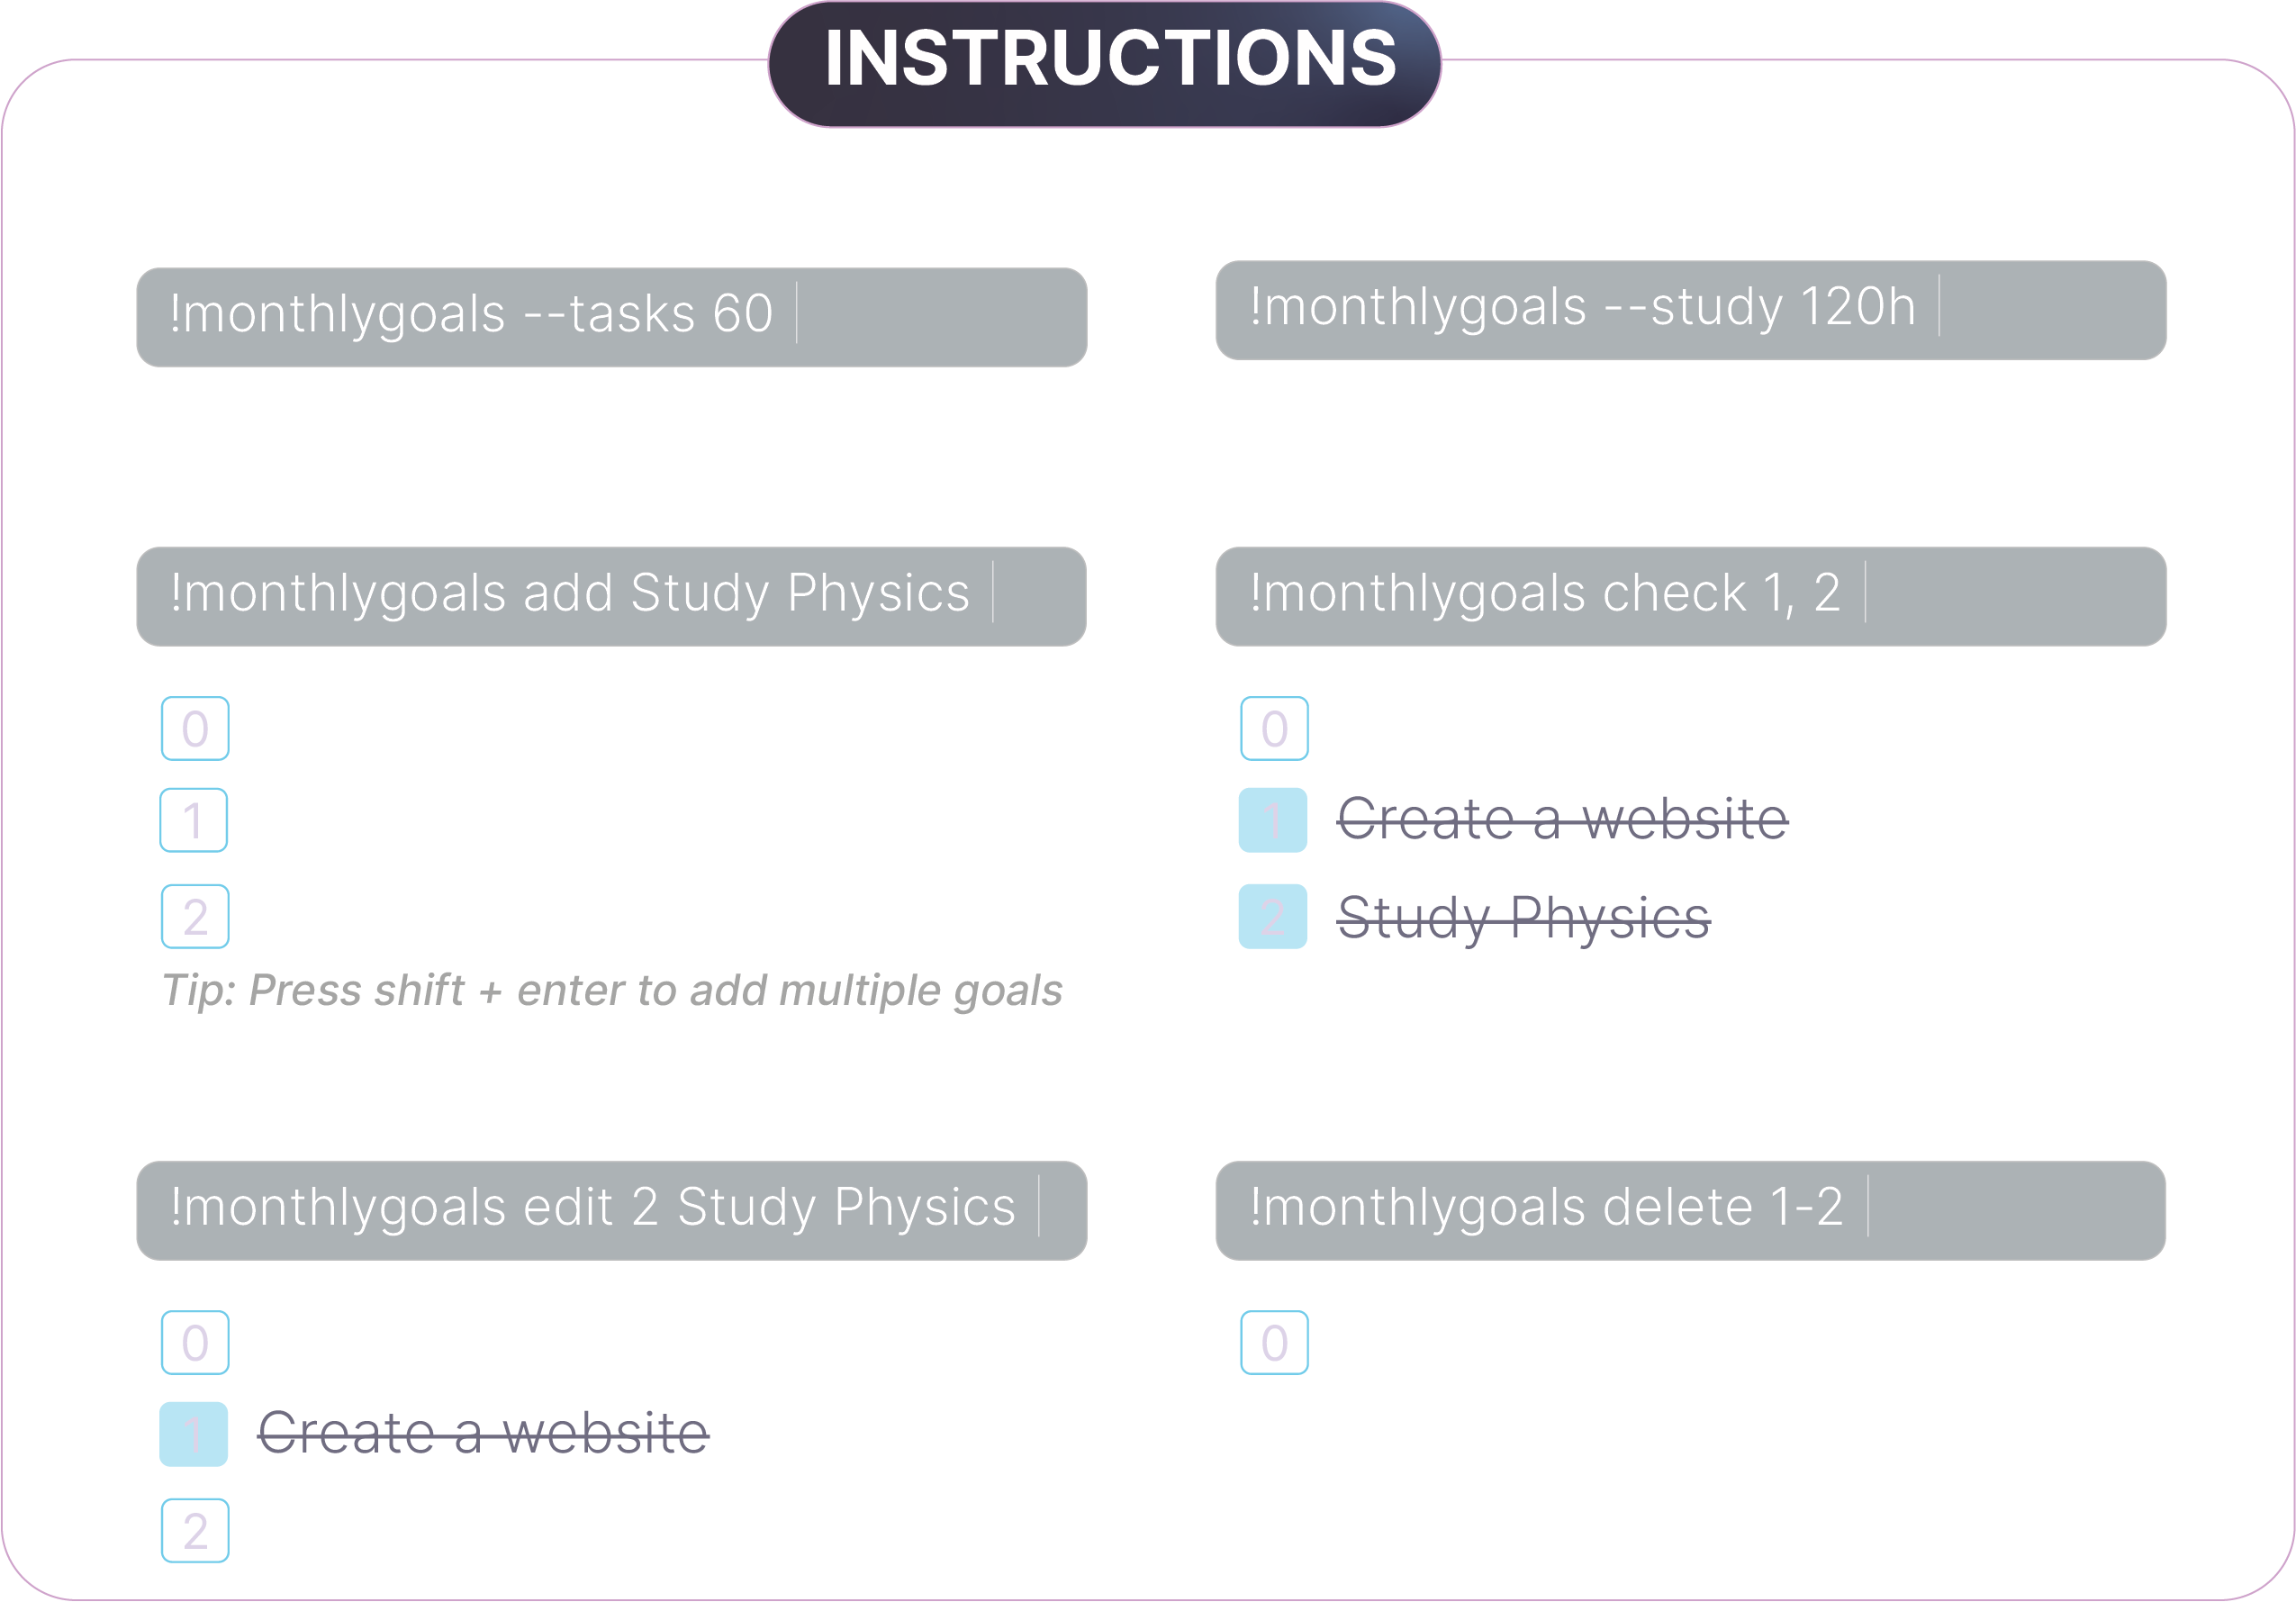 INSTRUCTIONS
!monthlygoals --tasks 60
!monthlygoals --study 120h
!monthlygoals add Study Physics
0
1
2
Tip: Press shift + enter to add multiple goals
!monthlygoals check 1, 2
0
1 Create a website
2 Study Physics
!monthlygoals edit 2 Study Physics
0
1 Create a website
2
!monthlygoals delete 1-2
0